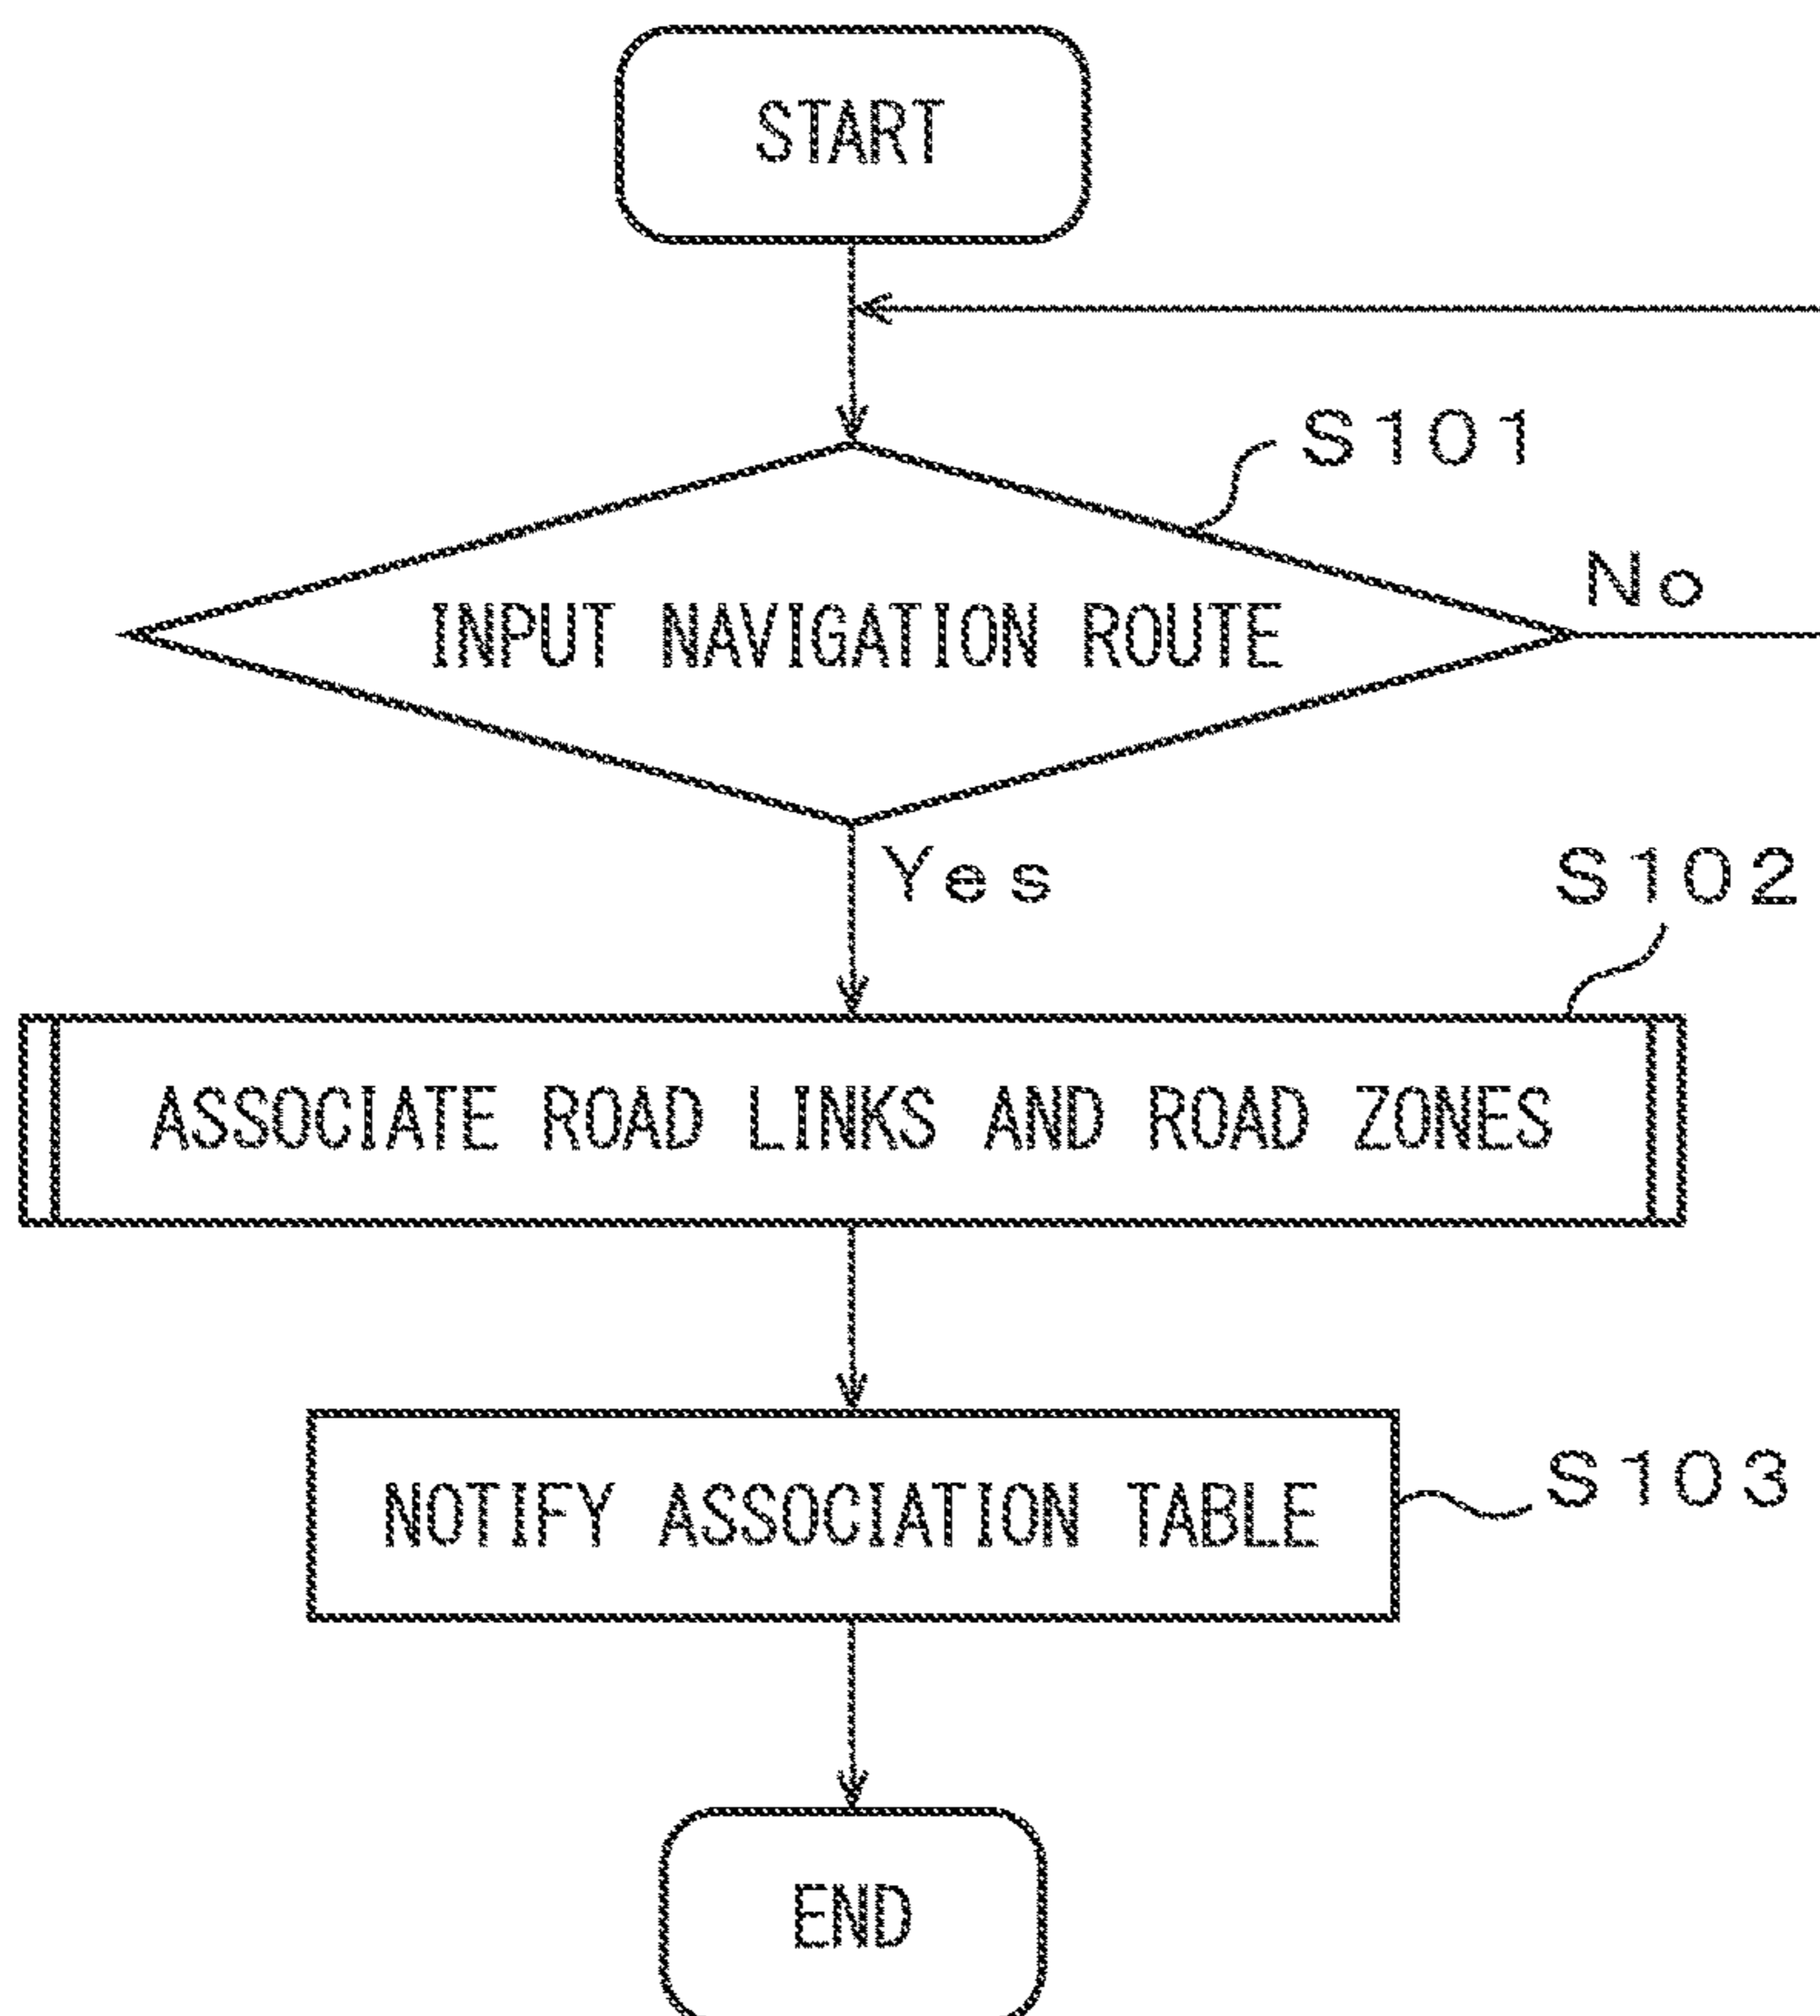 START
S101
INPUT NAVIGATION ROUTE
No
Yes
S102
ASSOCIATE ROAD LINKS AND ROAD ZONES
NOTIFY ASSOCIATION TABLE
S103
END